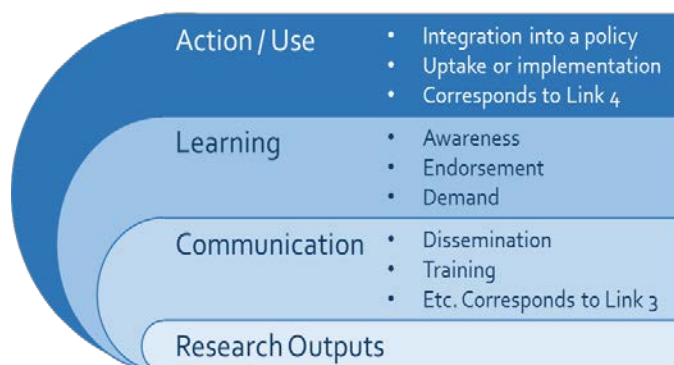 Action / Use
• Integration into a policy
• Uptake or implementation
• Corresponds to Link 4
Learning
• Awareness
• Endorsement
• Demand
Communication
• Dissemination
• Training
• Etc. Corresponds to Link 3
Research Outputs